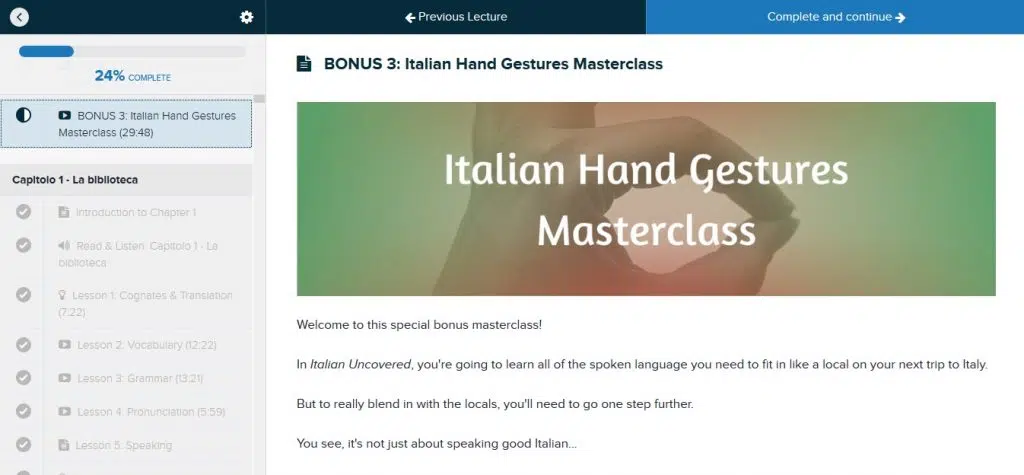 Previous Lecture
Complete and continue
24% COMPLETE
BONUS 3: Italian Hand Gestures
Masterclass (29:48)
Capitolo 1 - La biblioteca
Introduction to Chapter 1
Read & Listen: Capitolo 1 - La
biblioteca
Lesson 1: Cognates & Translation
(7:22)
Lesson 2: Vocabulary (12:22)
Lesson 3: Grammar (13:21)
Lesson 4: Pronunciation (5:59)
Lesson 5: Speaking
BONUS 3: Italian Hand Gestures Masterclass
Italian Hand Gestures
Masterclass
Welcome to this special bonus masterclass!
In Italian Uncovered, you're going to learn all of the spoken language you need to fit in like a local on your next trip to Italy.
But to really blend in with the locals, you'll need to go one step further.
You see, it's not just about speaking good Italian...